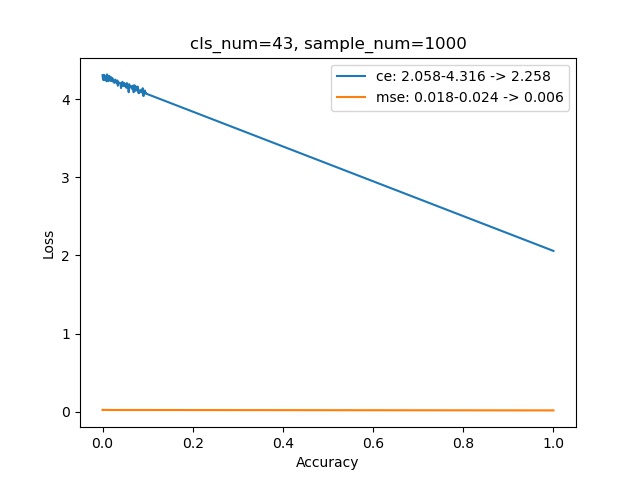 cls_num=43, sample_num=1000
ce: 2.058-4.316 -> 2.258
mse: 0.018-0.024 -> 0.006
Loss
4
3
2
1
0
0.0 0.2 0.4 0.6 0.8 1.0
Accuracy